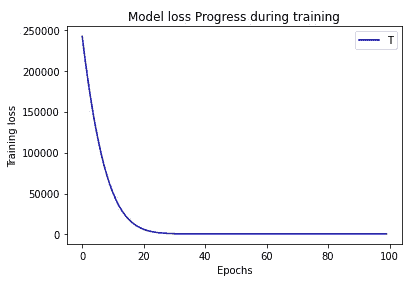 Model loss Progress during training
T
250000
200000
150000
100000
50000
0
Training loss
0 20 40 60 80 100
Epochs